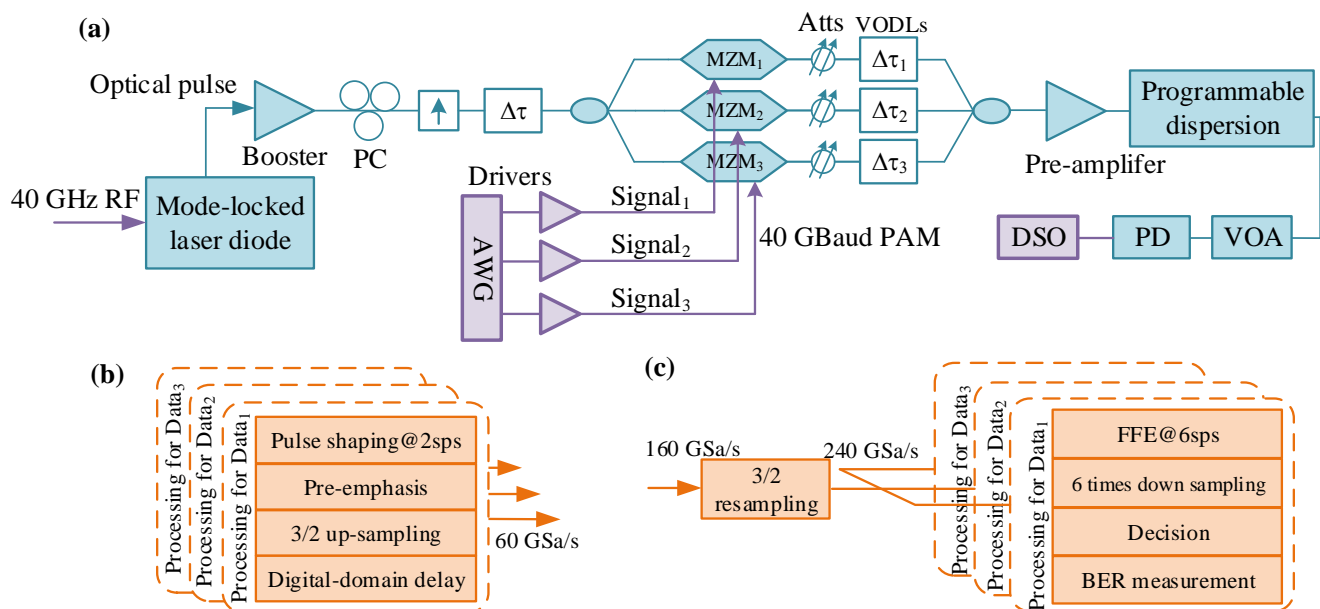 (a)
Optical pulse
Booster
PC
Δτ
40 GHz RF
Mode-locked
laser diode
MZM₁
MZM₂
MZM₃
Atts
VODLs
Δτ₁
Δτ₂
Δτ₃
Pre-amplifer
Programmable
dispersion
Drivers
AWG
Signal₁
Signal₂
Signal₃
40 GBaud PAM
DSO
PD
VOA
(b)
Processing for Data₃
Processing for Data₂
Processing for Data₁
Pulse shaping@2sps
Pre-emphasis
3/2 up-sampling
Digital-domain delay
60 GSa/s
(c)
160 GSa/s
3/2
resampling
240 GSa/s
Processing for Data₃
Processing for Data₂
Processing for Data₁
FFE@6sps
6 times down sampling
Decision
BER measurement